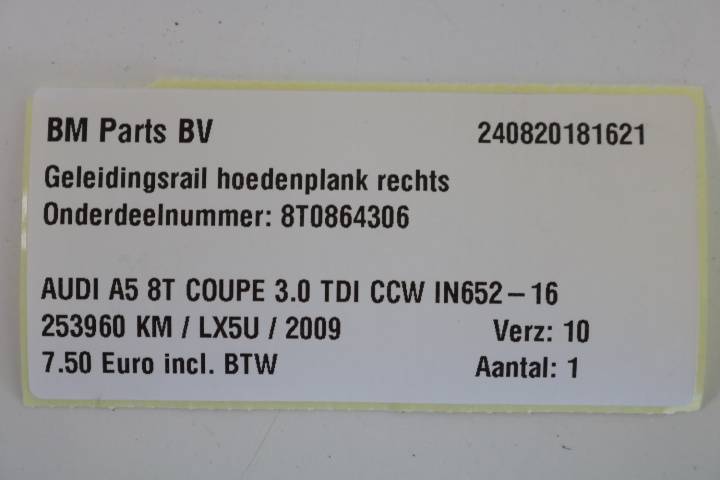 BM Parts BV 240820181621
Geleidingsrail hoedenplank rechts
Onderdeelnummer: 8T0864306
AUDI A5 8T COUPE 3.0 TDI CCW IN652-16
253960 KM / LX5U / 2009 Verz: 10
7.50 Euro incl. BTW Aantal: 1